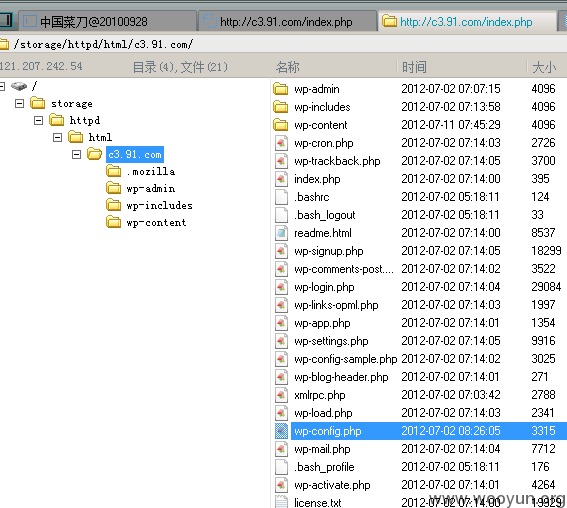 中国菜刀@20100928 http://c3.91.com/index.php http://c3.91.com/index.php
/storage/httpd/html/c3.91.com/
121.207.242.54 目录(4),文件(21) 名称 时间 大小
/
storage
httpd
html
c3.91.com
.mozilla
wp-admin
wp-includes
wp-content
wp-admin 2012-07-02 07:07:15 4096
wp-includes 2012-07-02 07:13:58 4096
wp-content 2012-07-11 07:45:29 4096
wp-cron.php 2012-07-02 07:14:03 2726
wp-trackback.php 2012-07-02 07:14:05 3700
index.php 2012-07-02 07:14:00 395
.bashrc 2012-07-02 05:18:11 124
.bash_logout 2012-07-02 05:18:11 33
readme.html 2012-07-02 07:14:00 8537
wp-signup.php 2012-07-02 07:14:05 18299
wp-comments-post.... 2012-07-02 07:14:02 3522
wp-login.php 2012-07-02 07:14:04 29084
wp-links-opml.php 2012-07-02 07:14:03 1997
wp-app.php 2012-07-02 07:14:01 1354
wp-settings.php 2012-07-02 07:14:05 9916
wp-config-sample.php 2012-07-02 07:14:02 3025
wp-blog-header.php 2012-07-02 07:14:01 271
xmlrpc.php 2012-07-02 07:03:42 2788
wp-load.php 2012-07-02 07:14:03 2341
wp-config.php 2012-07-02 08:26:05 3315
wp-mail.php 2012-07-02 07:14:04 7712
.bash_profile 2012-07-02 05:18:11 176
wp-activate.php 2012-07-02 07:14:01 4264
license.txt 2012-07-02 07:14:00 19929
www.wooyun.org